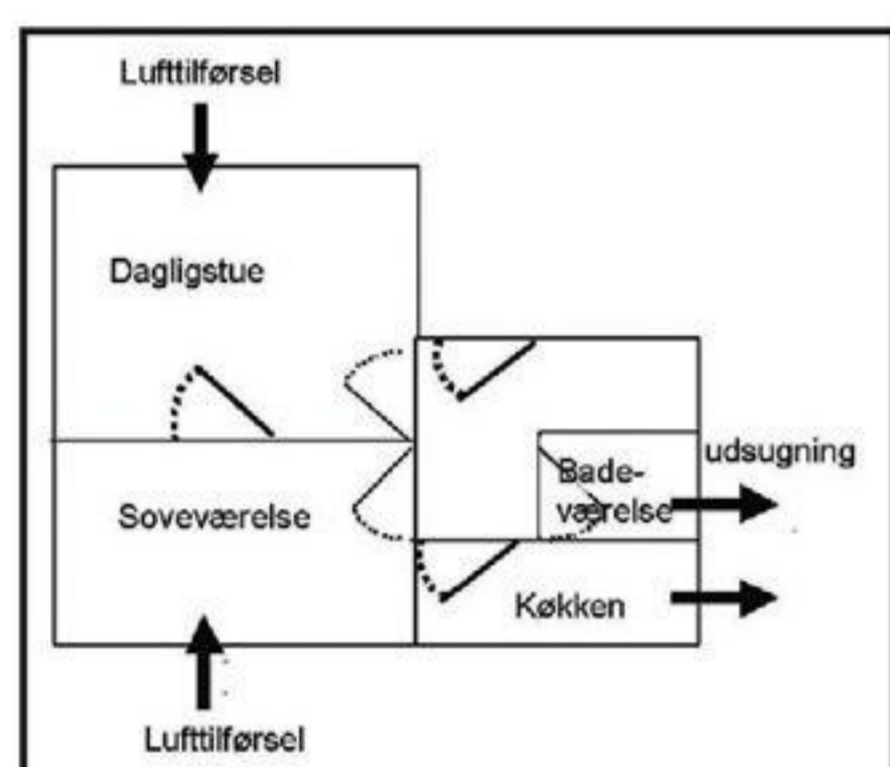 Lufttilførsel
Dagligstue
Soveværelse
Bade-
værelse
udsugning
Køkken
Lufttilførsel